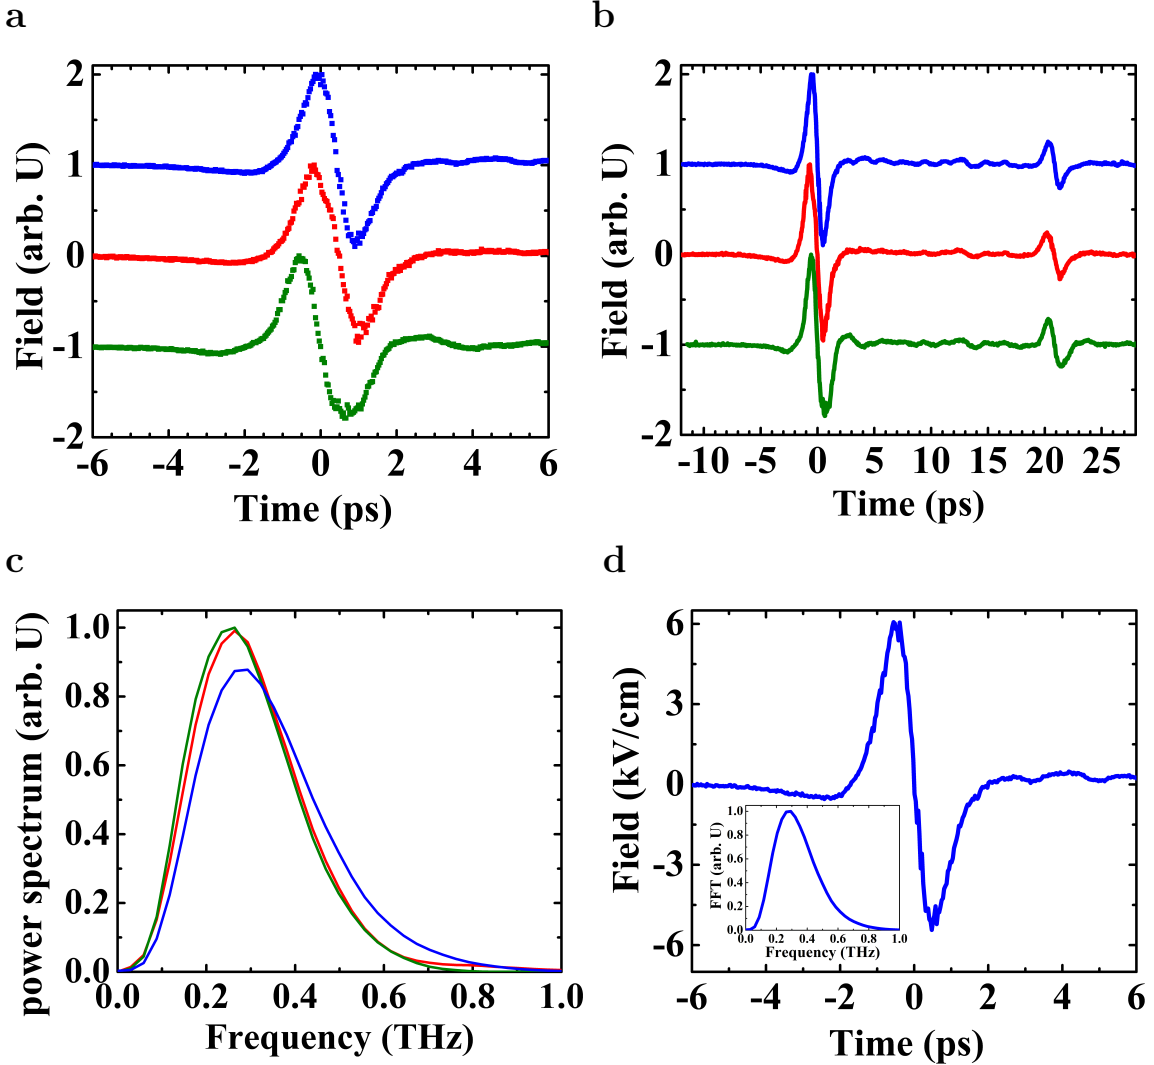 a
b
2
1
0
-1
-2
Field (arb. U)
-6 -4 -2 0 2 4 6
Time (ps)
2
1
0
-1
-2
Field (arb. U)
-10 -5 0 5 10 15 20 25
Time (ps)
c
d
1.0
0.8
0.6
0.4
0.2
0.0
power spectrum (arb. U)
0.0 0.2 0.4 0.6 0.8 1.0
Frequency (THz)
6
3
0
-3
-6
Field (kV/cm)
1.0
0.8
0.6
0.4
0.2
0.0
FFT (arb. U)
0.0 0.2 0.4 0.6 0.8 1.0
Frequency (THz)
-6 -4 -2 0 2 4 6
Time (ps)